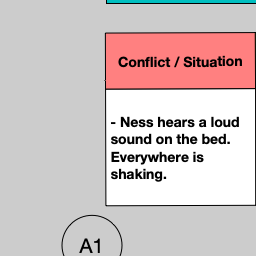 Conflict / Situation
- Ness hears a loud
sound on the bed.
Everywhere is
shaking.
A1